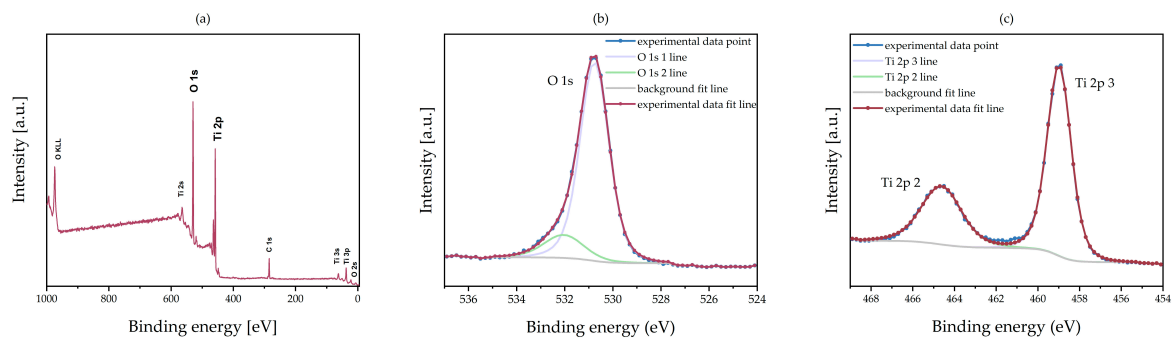 (a)
Intensity [a.u.]
O KLL
Ti 2s
O 1s
Ti 2p
C 1s
Ti 3s
Ti 3p
O 2s
1000
800
600
400
200
0
Binding energy [eV]
(b)
Intensity [a.u.]
experimental data point
O 1s 1 line
O 1s 2 line
background fit line
experimental data fit line
O 1s
534
532
530
528
526
524
Binding energy (eV)
(c)
Intensity [a.u.]
experimental data point
Ti 2p 3 line
Ti 2p 2 line
background fit line
experimental data fit line
Ti 2p 3
Ti 2p 2
468
466
464
462
460
458
456
454
Binding energy (eV)